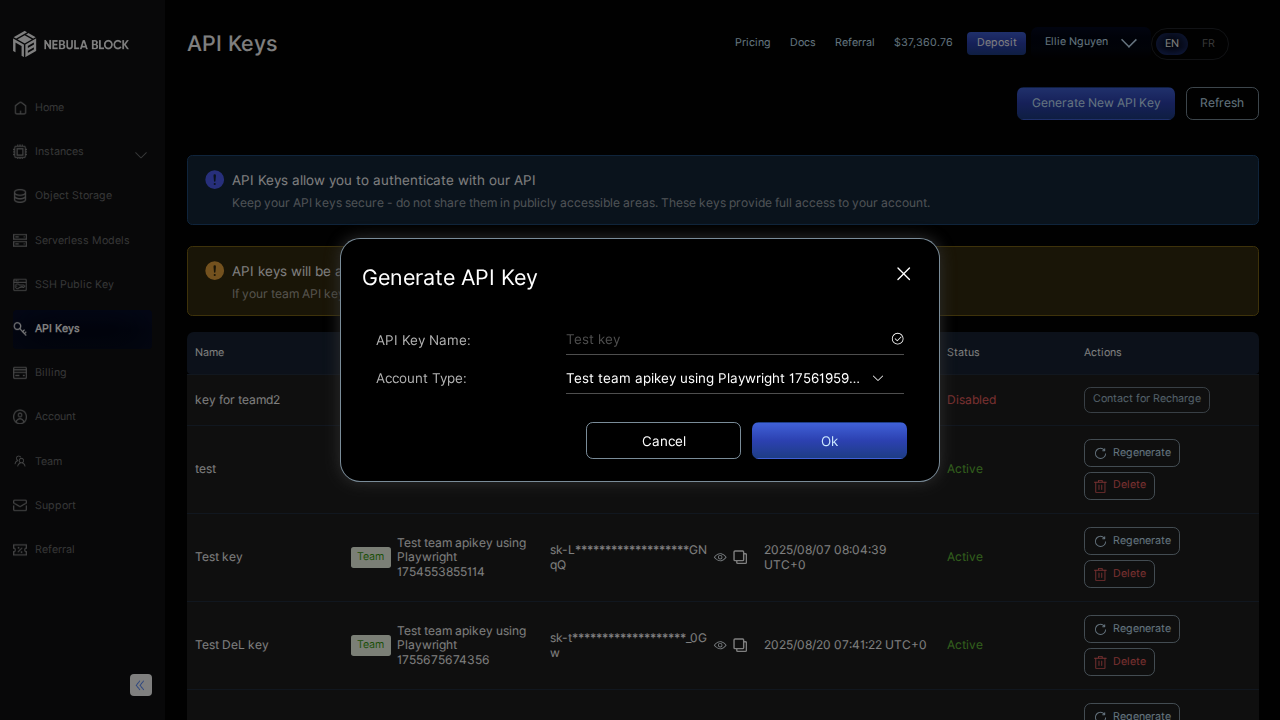 NEBULA BLOCK
API Keys
Pricing
Docs
Referral
$37,360.76
Deposit
Ellie Nguyen
EN
FR
Home
Instances
Object Storage
Serverless Models
SSH Public Key
API Keys
Billing
Account
Team
Support
Referral
Generate New API Key
Refresh
API Keys allow you to authenticate with our API
Keep your API keys secure - do not share them in publicly accessible areas. These keys provide full access to your account.
API keys will be a
If your team API key
Generate API Key
API Key Name:
Test key
Account Type:
Test team apikey using Playwright 17561959...
Cancel
Ok
Name
Status
Actions
key for teamd2
Disabled
Contact for Recharge
test
Active
Regenerate
Delete
Test key
Team
Test team apikey using
Playwright
1754553855114
sk-L*******************GN
qQ
2025/08/07 08:04:39
UTC+0
Active
Regenerate
Delete
Test DeL key
Team
Test team apikey using
Playwright
1755675674356
sk-t*******************_0G
w
2025/08/20 07:41:22 UTC+0
Active
Regenerate
Delete
Regenerate